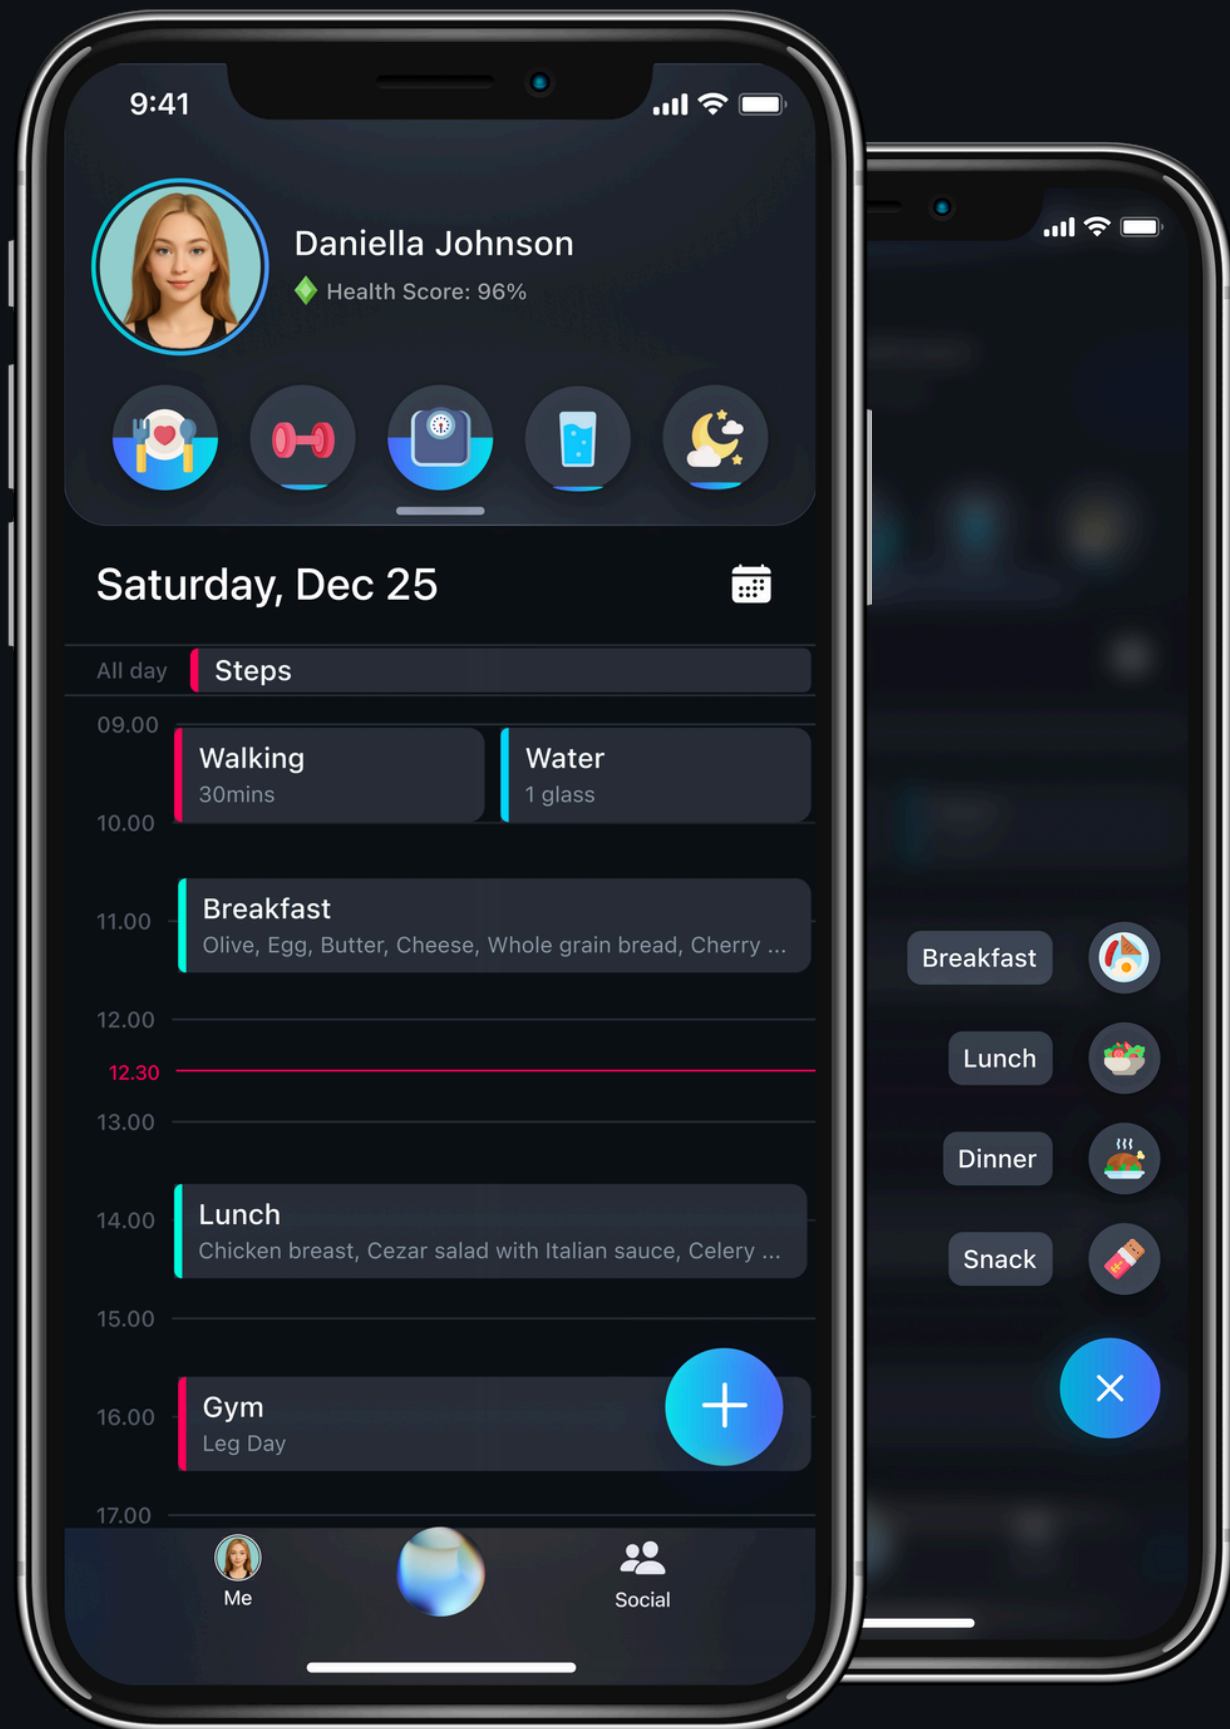 9:41
Daniella Johnson
Health Score: 96%
Saturday, Dec 25
All day
Steps
09.00
Walking
30mins
Water
1 glass
10.00
Breakfast
11.00
Olive, Egg, Butter, Cheese, Whole grain bread, Cherry ...
12.00
12.30
13.00
Lunch
14.00
Chicken breast, Cezar salad with Italian sauce, Celery ...
15.00
Gym
16.00
Leg Day
17.00
Me
Social
Breakfast
Lunch
Dinner
Snack